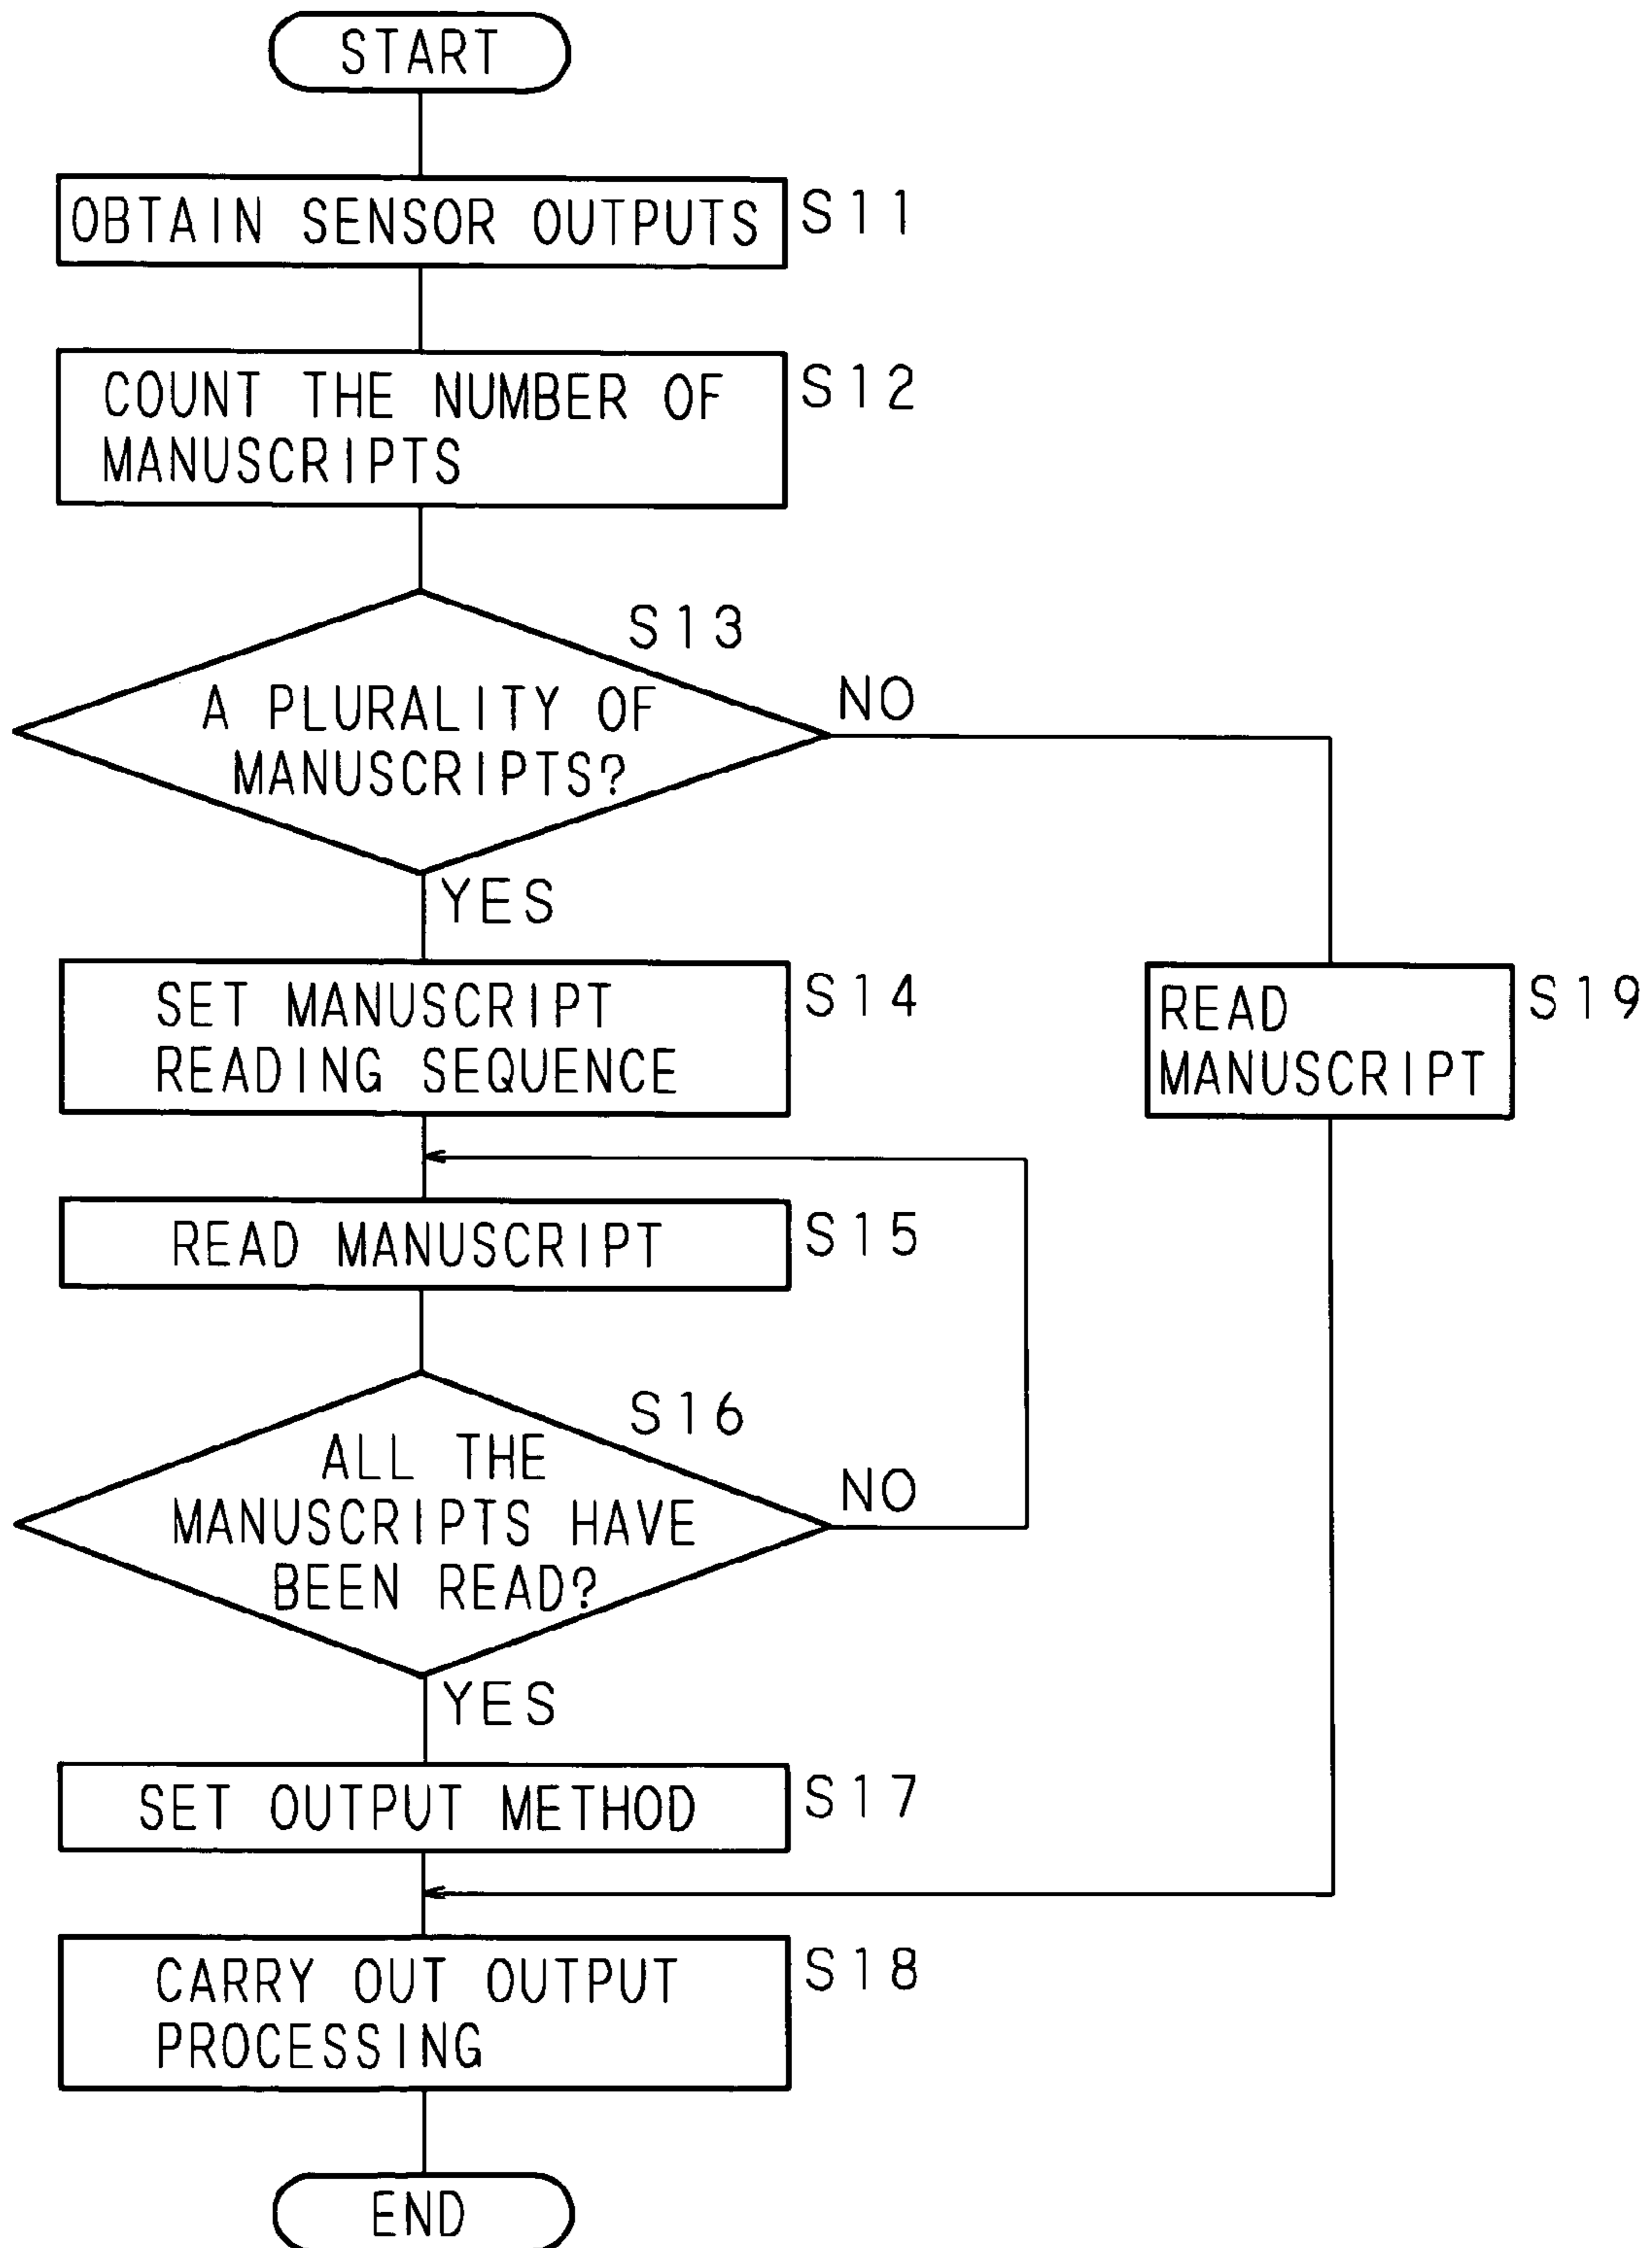 START
OBTAIN SENSOR OUTPUTS
S11
COUNT THE NUMBER OF
MANUSCRIPTS
S12
S13
A PLURALITY OF
MANUSCRIPTS?
NO
YES
SET MANUSCRIPT
READING SEQUENCE
S14
READ
MANUSCRIPT
S19
READ MANUSCRIPT
S15
S16
ALL THE
MANUSCRIPTS HAVE
BEEN READ?
NO
YES
SET OUTPUT METHOD
S17
CARRY OUT OUTPUT
PROCESSING
S18
END